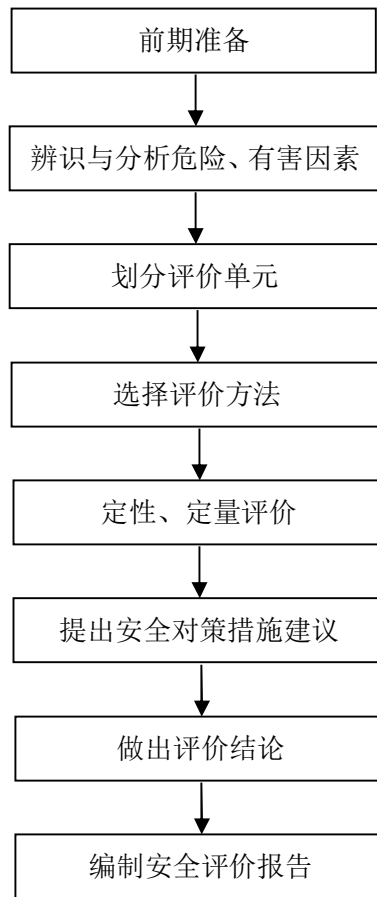 前期准备
辨识与分析危险、有害因素
划分评价单元
选择评价方法
定性、定量评价
提出安全对策措施建议
做出评价结论
编制安全评价报告